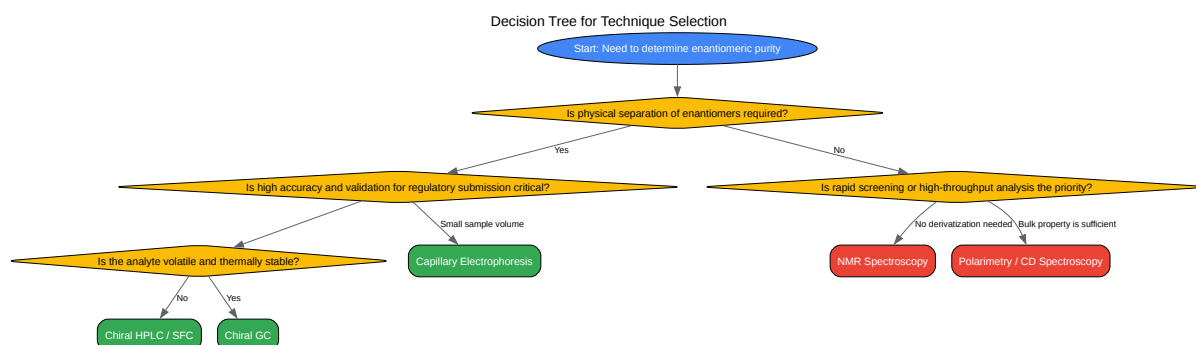 Decision Tree for Technique Selection
Start: Need to determine enantiomeric purity
Is physical separation of enantiomers required?
Yes
No
Is high accuracy and validation for regulatory submission critical?
Is rapid screening or high-throughput analysis the priority?
Small sample volume
No derivatization needed
Bulk property is sufficient
Is the analyte volatile and thermally stable?
Capillary Electrophoresis
NMR Spectroscopy
Polarimetry / CD Spectroscopy
No
Yes
Chiral HPLC / SFC
Chiral GC